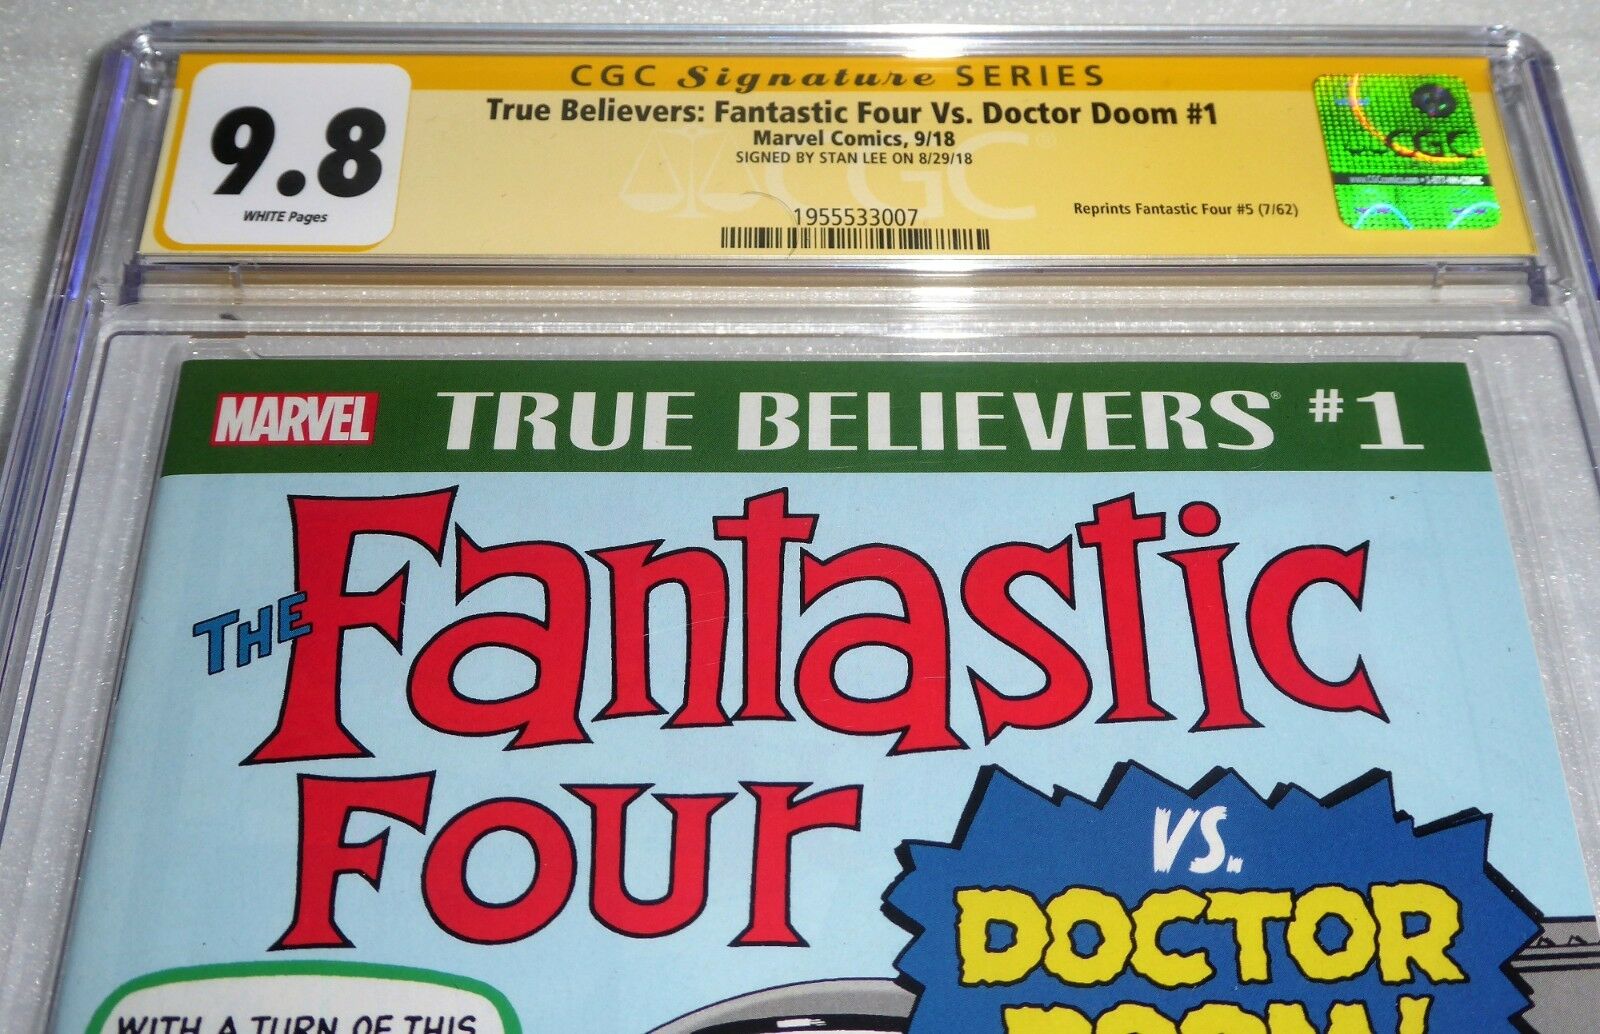 CGC Signature SERIES
True Believers: Fantastic Four Vs. Doctor Doom #1
Marvel Comics, 9/18
SIGNED BY STAN LEE ON 8/29/18
9.8
WHITE Pages
CGC
1955533007
Reprints Fantastic Four #5 (7/62)
CGC
MARVEL
TRUE BELIEVERS® #1
THE Fantastic
Four
VS.
DOCTOR
DOOM!
WITH A TURN OF THIS